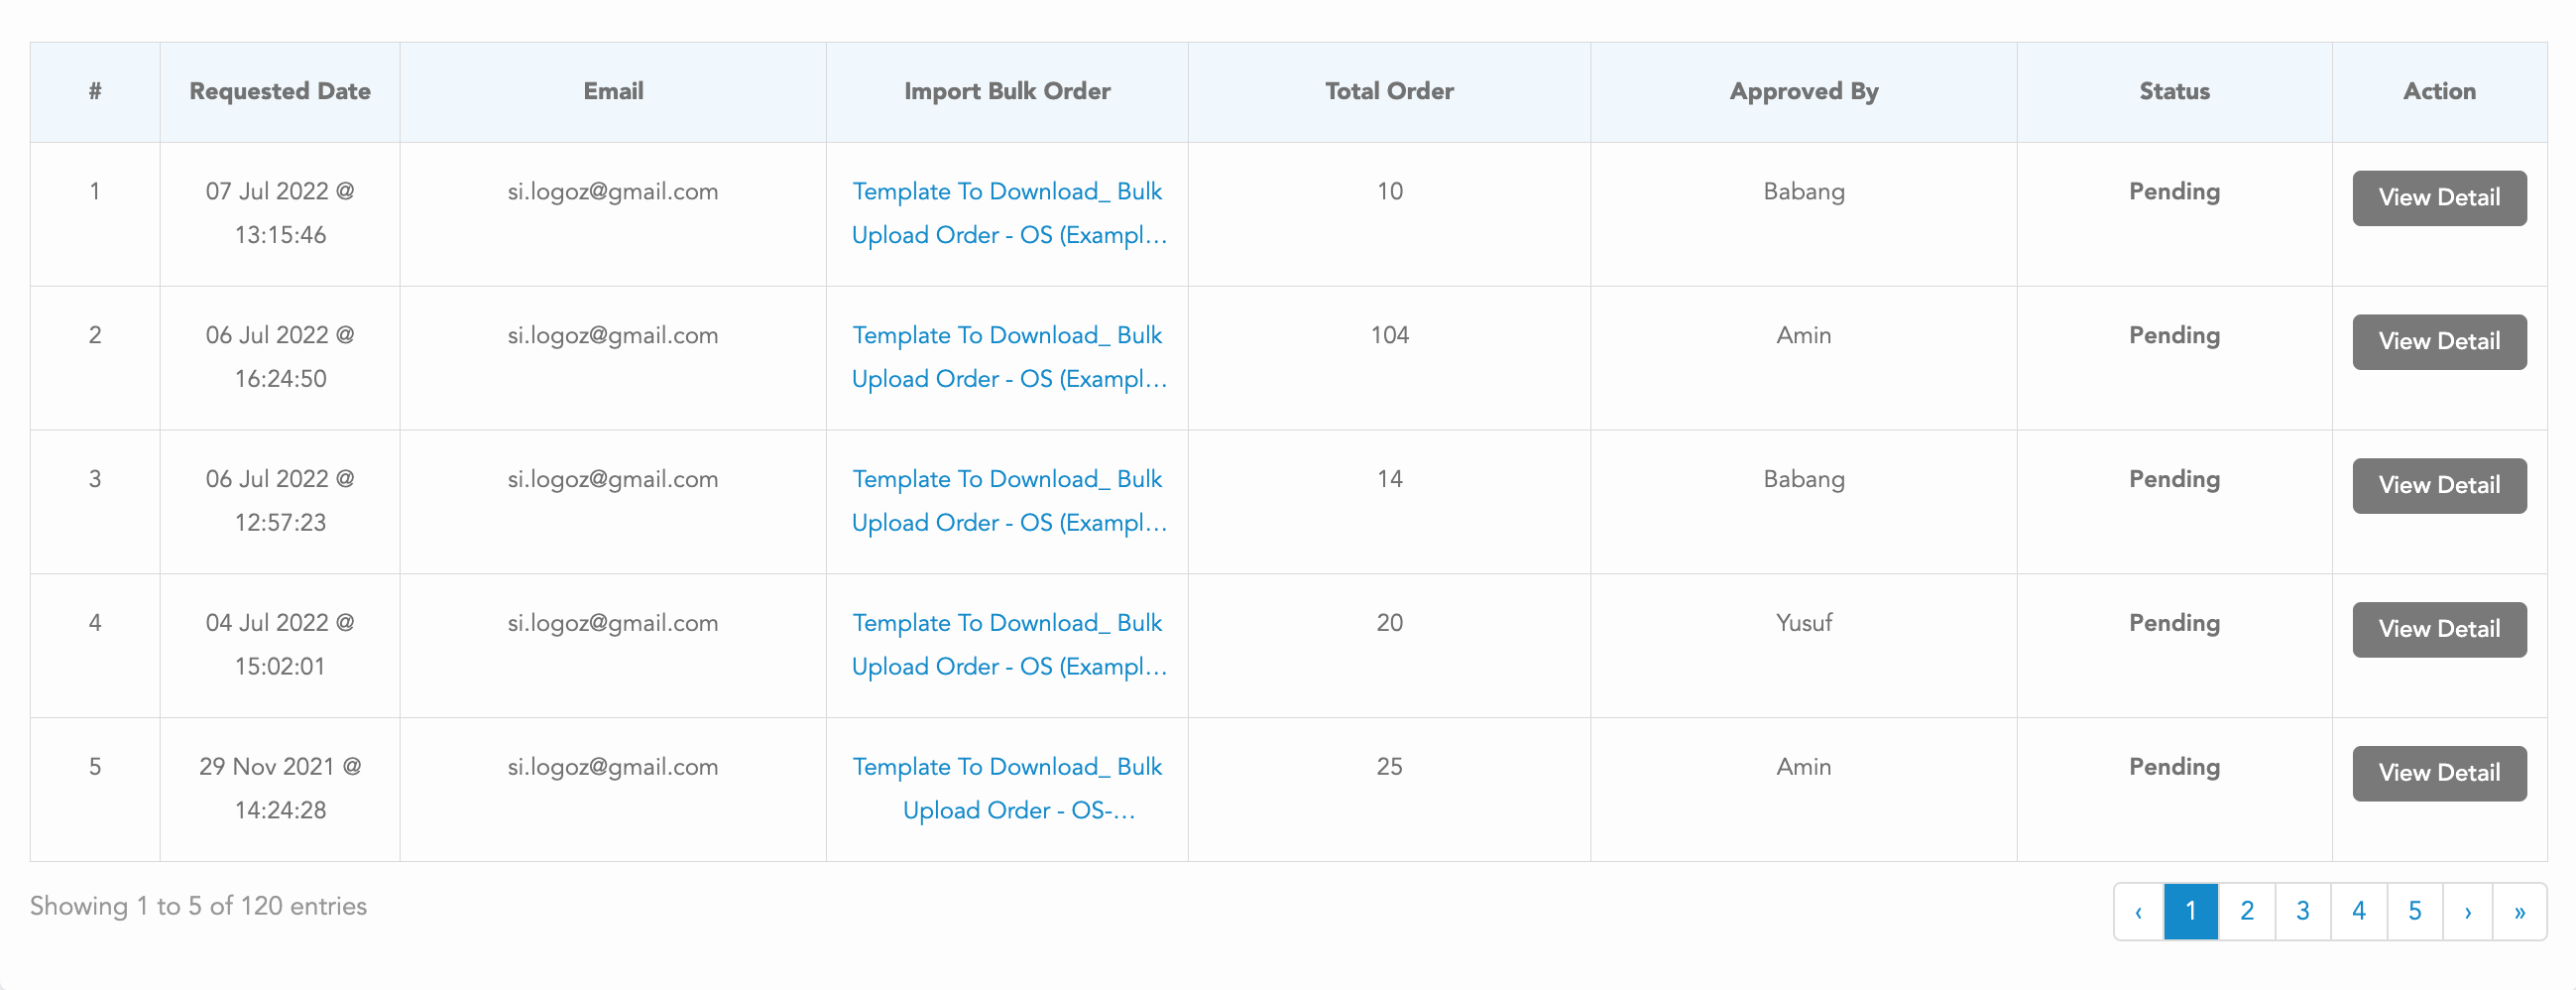 # Requested Date Email Import Bulk Order Total Order Approved By Status Action
1 07 Jul 2022 @ si.logoz@gmail.com Template To Download_ Bulk 10 Babang Pending View Detail
13:15:46 Upload Order - OS (Exampl...
2 06 Jul 2022 @ si.logoz@gmail.com Template To Download_ Bulk 104 Amin Pending View Detail
16:24:50 Upload Order - OS (Exampl...
3 06 Jul 2022 @ si.logoz@gmail.com Template To Download_ Bulk 14 Babang Pending View Detail
12:57:23 Upload Order - OS (Exampl...
4 04 Jul 2022 @ si.logoz@gmail.com Template To Download_ Bulk 20 Yusuf Pending View Detail
15:02:01 Upload Order - OS (Exampl...
5 29 Nov 2021 @ si.logoz@gmail.com Template To Download_ Bulk 25 Amin Pending View Detail
14:24:28 Upload Order - OS-...
Showing 1 to 5 of 120 entries ‹ 1 2 3 4 5 › »